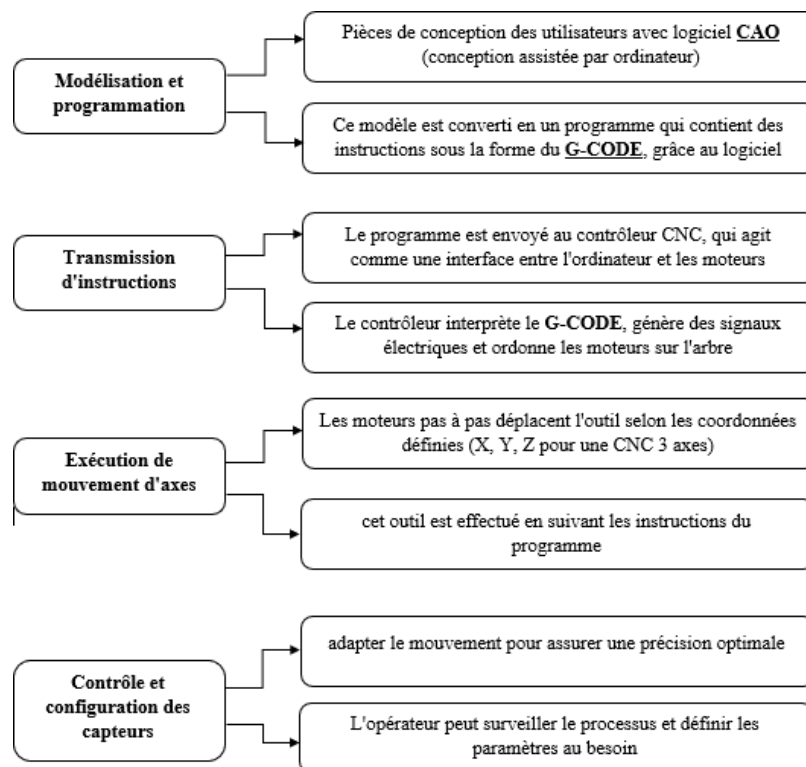 Modélisation et
programmation
Pièces de conception des utilisateurs avec logiciel CAO
(conception assistée par ordinateur)
Ce modèle est converti en un programme qui contient des
instructions sous la forme du G-CODE, grâce au logiciel
Transmission
d'instructions
Le programme est envoyé au contrôleur CNC, qui agit
comme une interface entre l'ordinateur et les moteurs
Le contrôleur interprète le G-CODE, génère des signaux
électriques et ordonne les moteurs sur l'arbre
Exécution de
mouvement d'axes
Les moteurs pas à pas déplacent l'outil selon les coordonnées
définies (X, Y, Z pour une CNC 3 axes)
cet outil est effectué en suivant les instructions du
programme
Contrôle et
configuration des
capteurs
adapter le mouvement pour assurer une précision optimale
L'opérateur peut surveiller le processus et définir les
paramètres au besoin